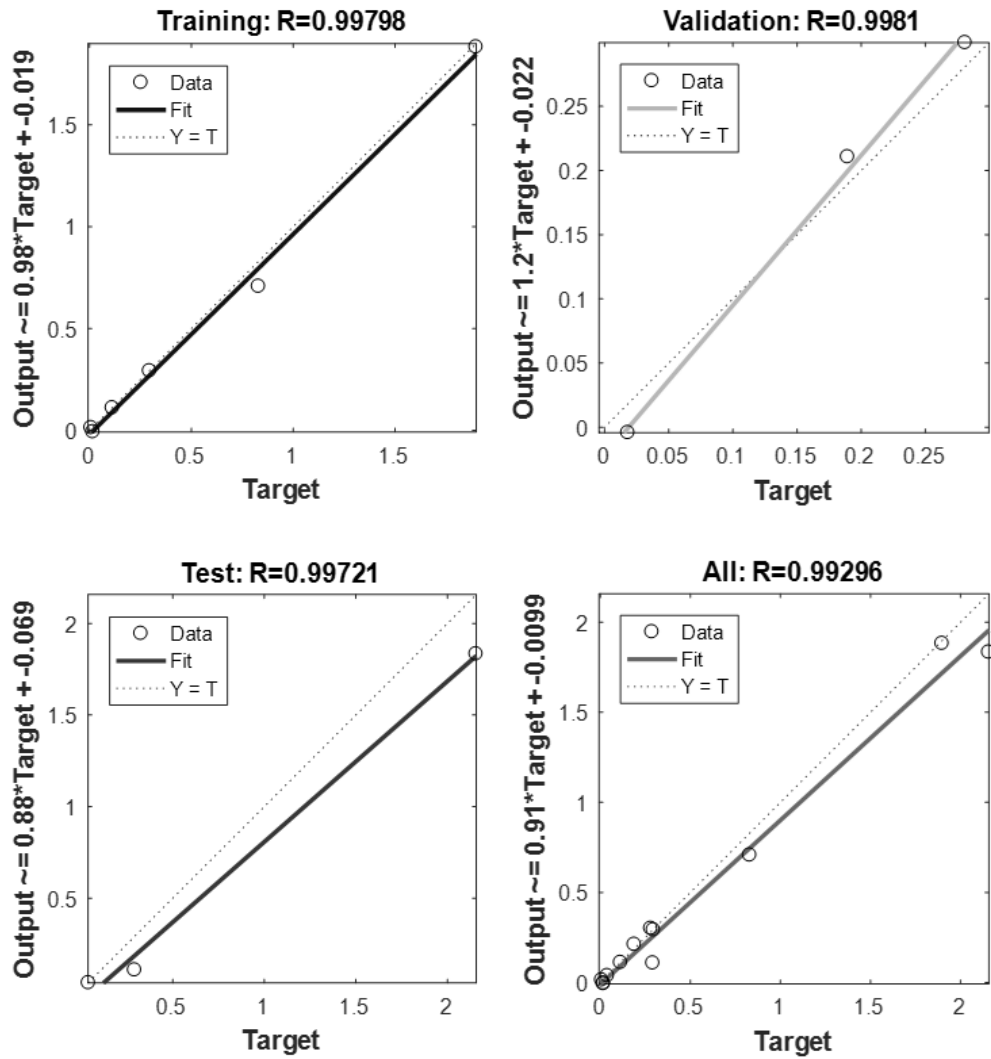 Training: R=0.99798
Output ~= 0.98*Target + -0.019
Data
Fit
Y = T
1.5
1
0.5
0
0
0.5
1
1.5
Target
Validation: R=0.9981
Output ~= 1.2*Target + -0.022
Data
Fit
Y = T
0.25
0.2
0.15
0.1
0.05
0
0
0.05
0.1
0.15
0.2
0.25
Target
Test: R=0.99721
Output ~= 0.88*Target + -0.069
Data
Fit
Y = T
2
1.5
1
0.5
0.5
1
1.5
2
Target
All: R=0.99296
Output ~= 0.91*Target + -0.0099
Data
Fit
Y = T
2
1.5
1
0.5
0
0
0.5
1
1.5
2
Target